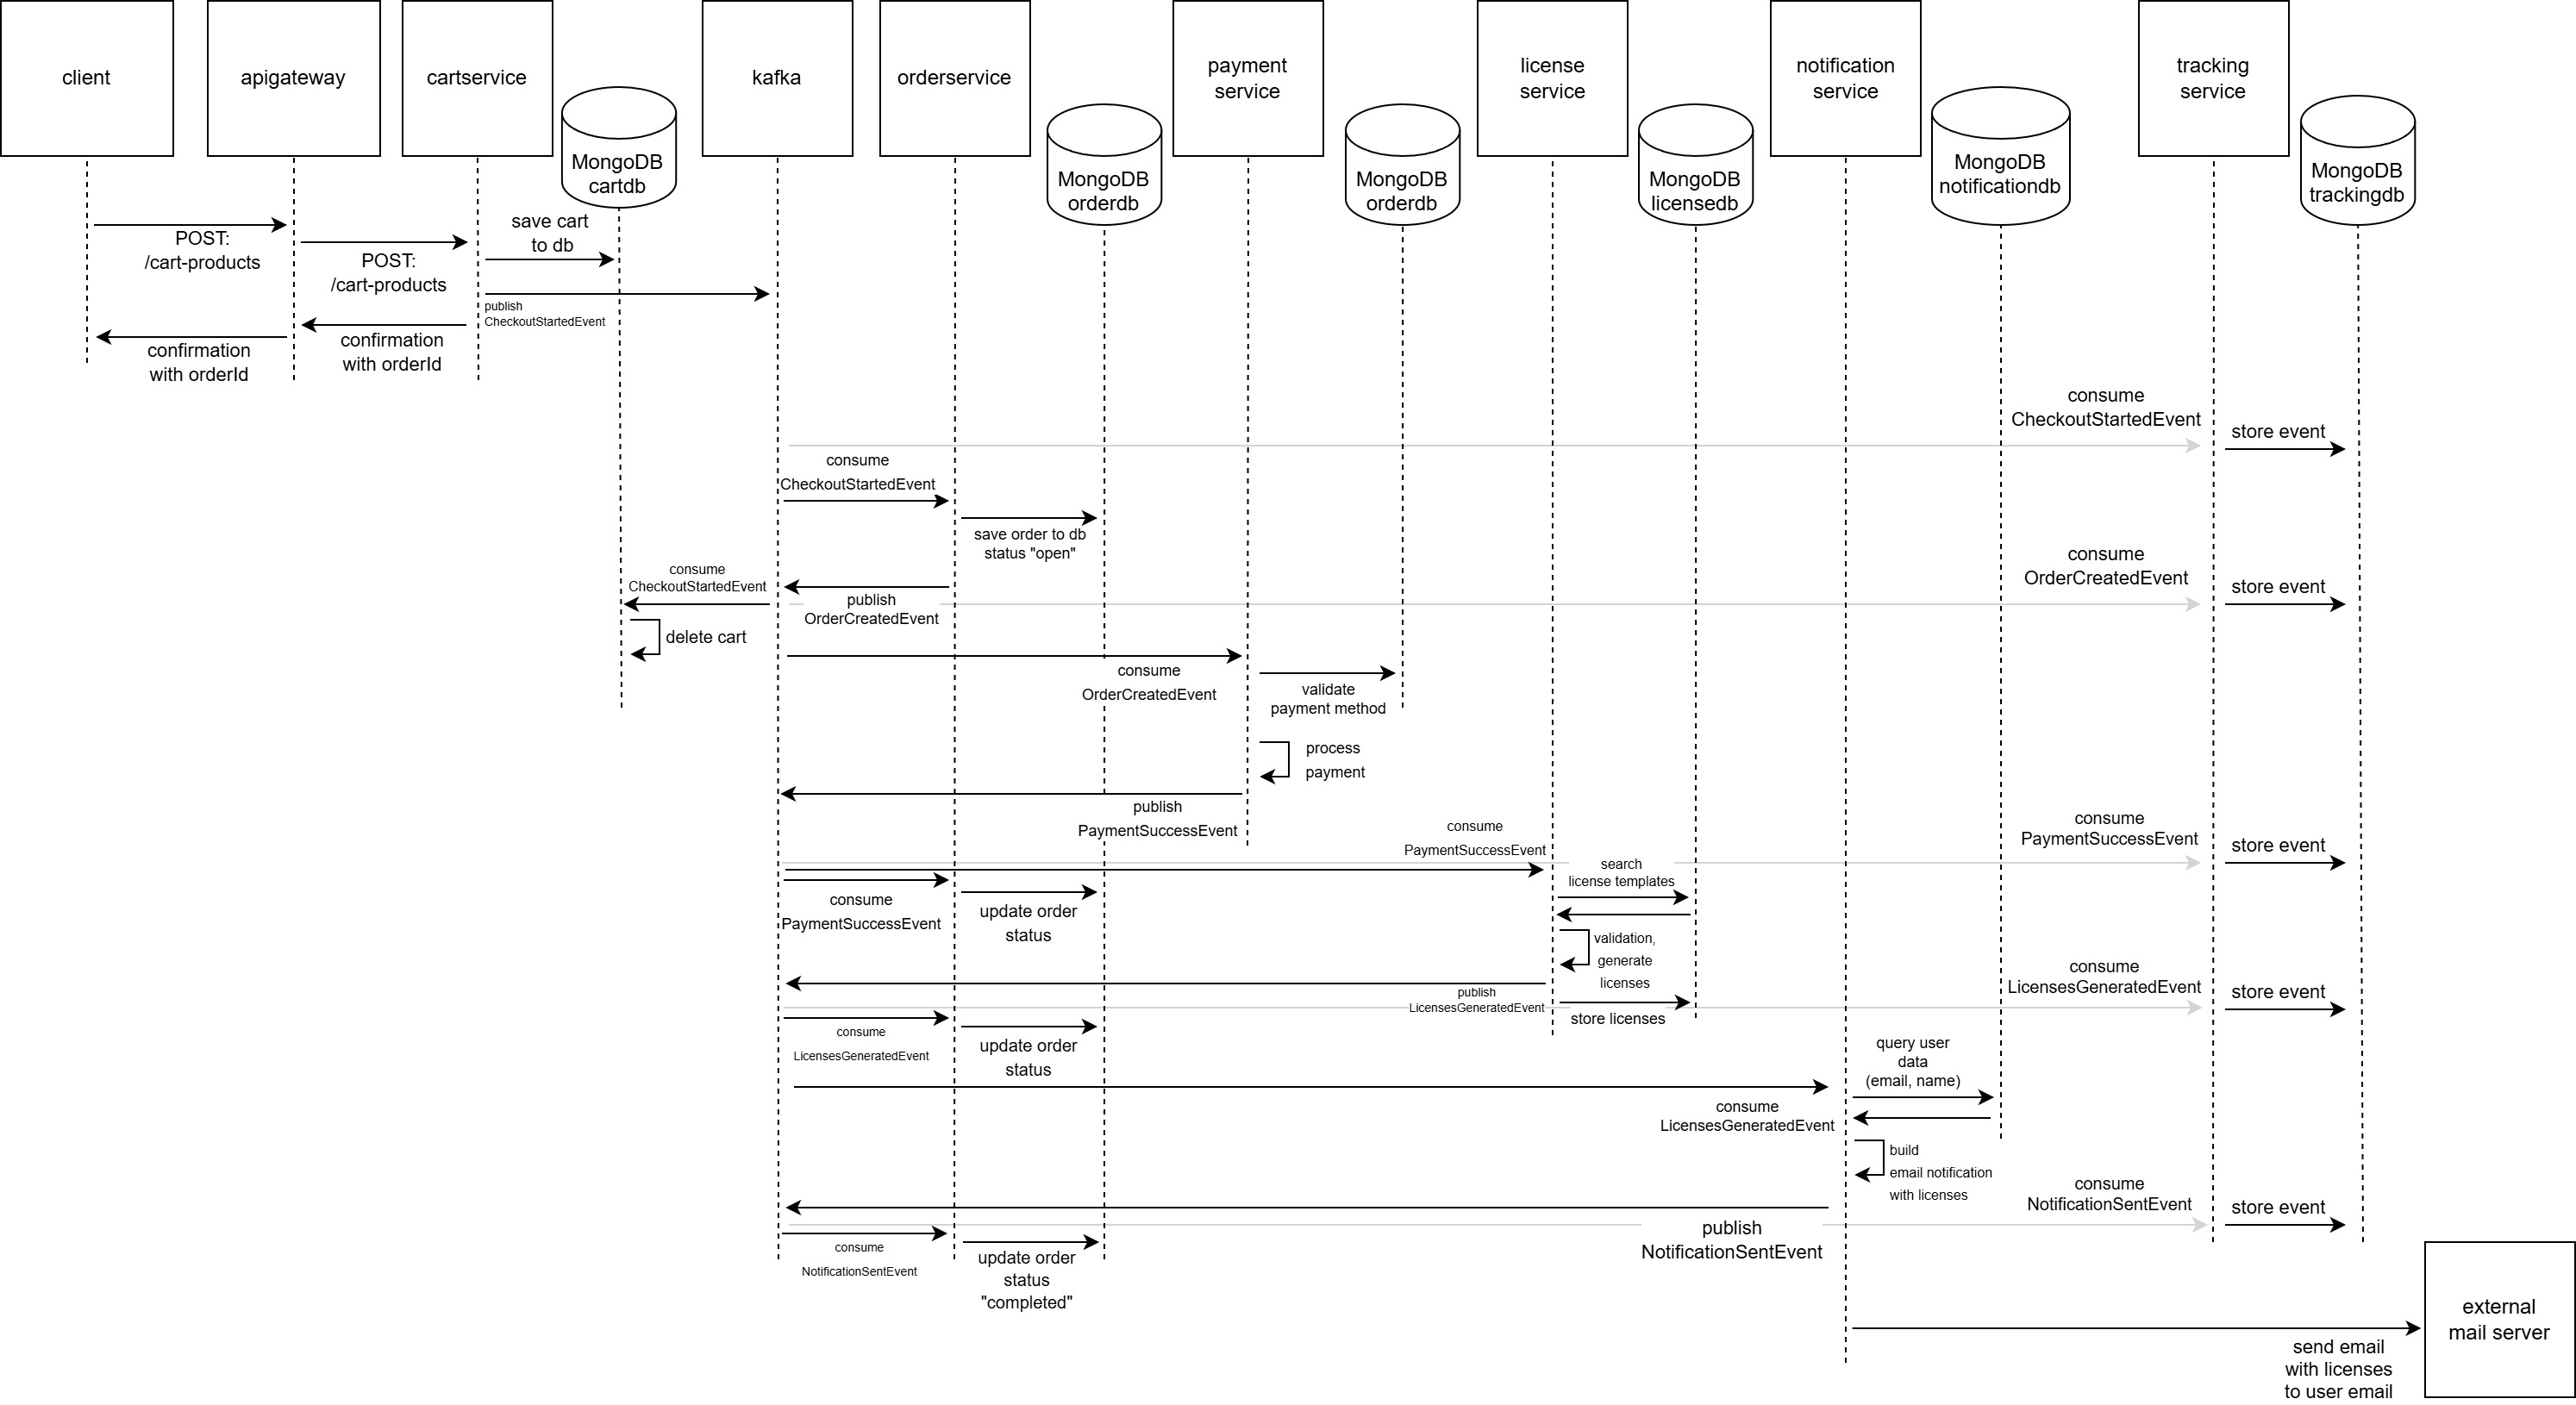 client
apigateway
cartservice
MongoDB
cartdb
kafka
orderservice
MongoDB
orderdb
payment
service
MongoDB
orderdb
license
service
MongoDB
licensedb
notification
service
MongoDB
notificationdb
tracking
service
MongoDB
trackingdb
POST:
/cart-products
POST:
/cart-products
save cart
to db
publish
CheckoutStartedEvent
confirmation
with orderId
confirmation
with orderId
consume
CheckoutStartedEvent
store event
consume
CheckoutStartedEvent
save order to db
status "open"
consume
OrderCreatedEvent
store event
consume
CheckoutStartedEvent
publish
OrderCreatedEvent
delete cart
consume
OrderCreatedEvent
validate
payment method
process
payment
publish
PaymentSuccessEvent
consume
PaymentSuccessEvent
consume
PaymentSuccessEvent
store event
search
license templates
consume
PaymentSuccessEvent
update order
status
validation,
generate
licenses
publish
LicensesGeneratedEvent
store licenses
consume
LicensesGeneratedEvent
store event
consume
LicensesGeneratedEvent
update order
status
query user
data
(email, name)
consume
LicensesGeneratedEvent
build
email notification
with licenses
consume
NotificationSentEvent
store event
publish
NotificationSentEvent
consume
NotificationSentEvent
update order
status
"completed"
external
mail server
send email
with licenses
to user email